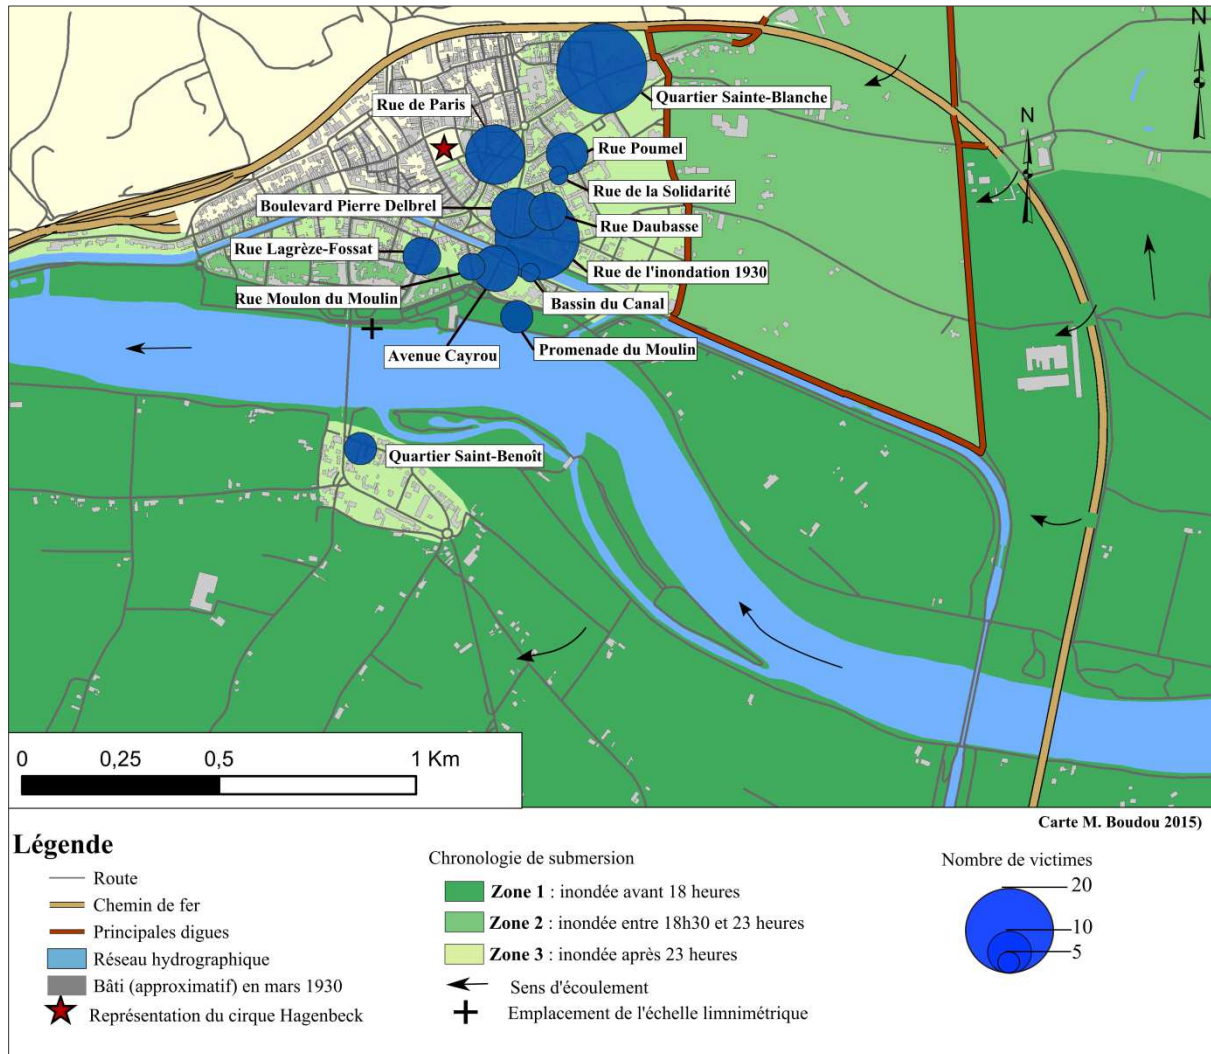 N
N
Quartier Sainte-Blanche
Rue de Paris
Rue Poumel
Rue de la Solidarité
Boulevard Pierre Delbrel
Rue Daubasse
Rue Lagrèze-Fossat
Rue de l'inondation 1930
Rue Moulon du Moulin
Bassin du Canal
Avenue Cayrou
Promenade du Moulin
Quartier Saint-Benoît
0 0,25 0,5 1 Km
Carte M. Boudou 2015)
Légende
Route
Chemin de fer
Principales digues
Réseau hydrographique
Bâti (approximatif) en mars 1930
Représentation du cirque Hagenbeck
Chronologie de submersion
Zone 1 : inondée avant 18 heures
Zone 2 : inondée entre 18h30 et 23 heures
Zone 3 : inondée après 23 heures
Sens d'écoulement
Emplacement de l'échelle limnimétrique
Nombre de victimes
20
10
5